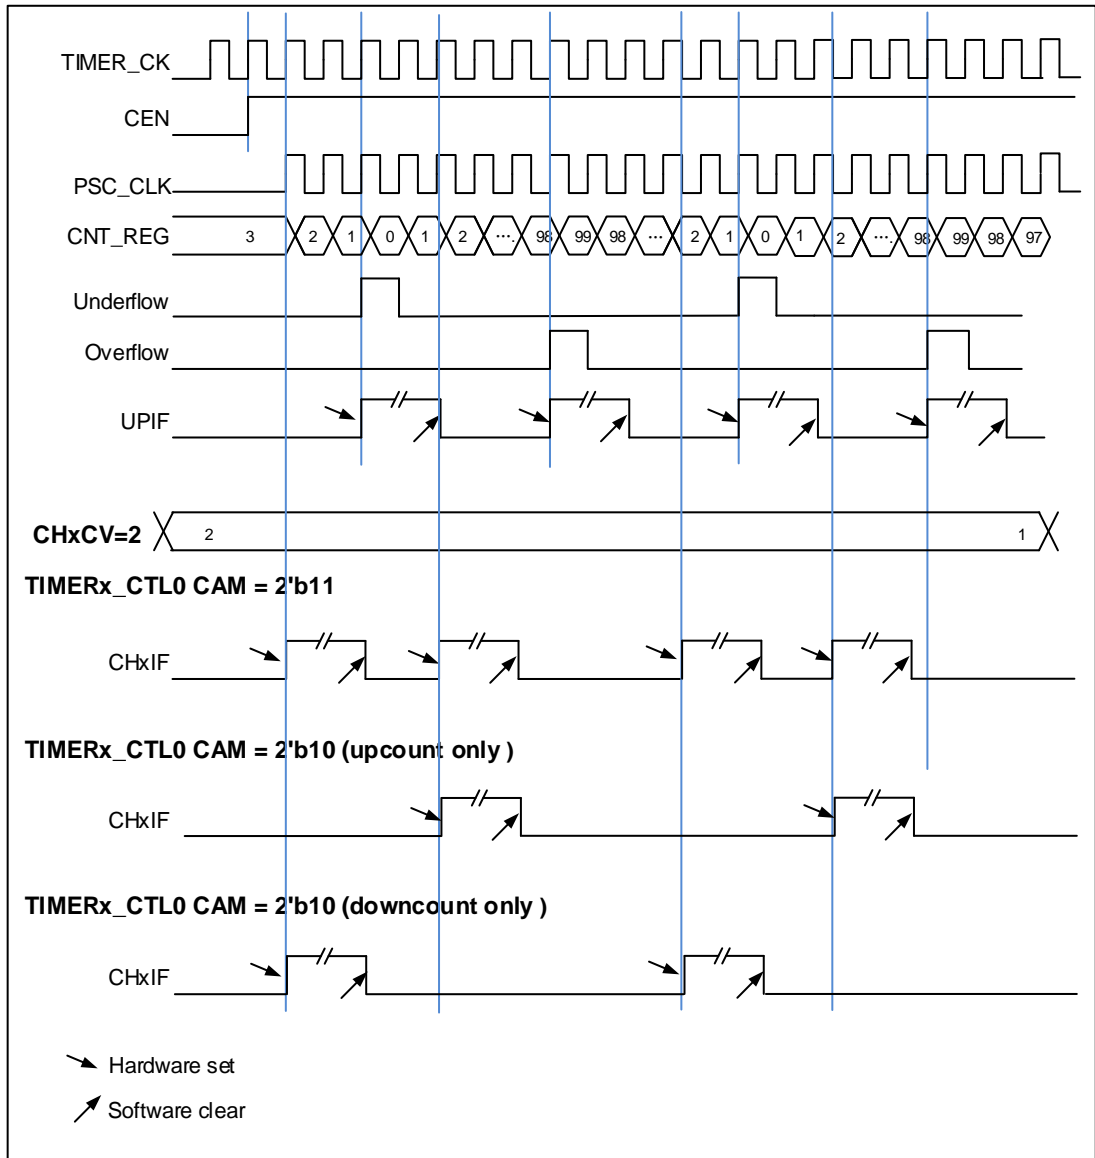 TIMER_CK
CEN
PSC_CLK
CNT_REG 3 2 1 0 1 2 .... 98 99 98 ... 2 1 0 1 2 .... 98 99 98 97
Underflow
Overflow
UPIF
CHxCV=2 2 1
TIMERx_CTL0 CAM = 2'b11
CHxIF
TIMERx_CTL0 CAM = 2'b10 (upcount only )
CHxIF
TIMERx_CTL0 CAM = 2'b10 (downcount only )
CHxIF
Hardware set
Software clear